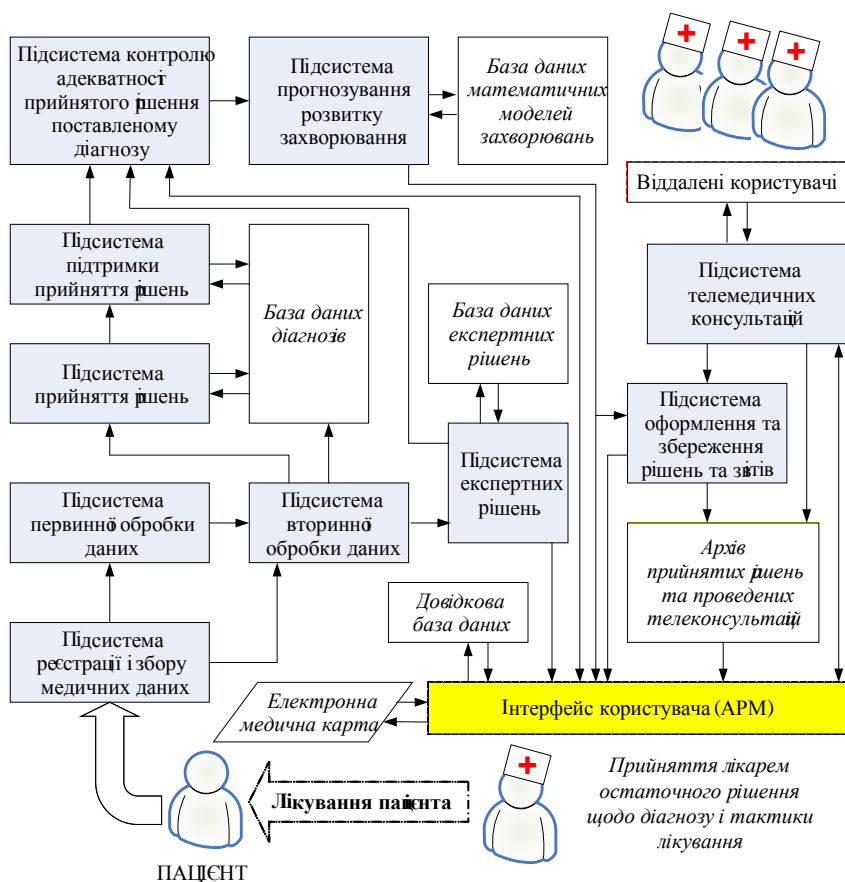 Підсистема контролю
адекватності
прийнятого рішення
поставленому
діагнозу
Підсистема
прогнозування
розвитку
захворювання
База даних
математичних
моделей
захворювань
Віддалені користувачі
Підсистема
підтримки
прийняття рішень
База даних
діагнозів
База даних
експертних
рішень
Підсистема
телемедичних
консультацій
Підсистема
прийняття рішень
Підсистема
оформлення та
збереження
рішень та звітів
Підсистема
експертних
рішень
Підсистема
первинної обробки
даних
Підсистема
вторинної
обробки даних
Архів
прийнятих рішень
та проведених
телеконсультацій
Довідкова
база даних
Підсистема
реєстрації і збору
медичних даних
Електронна
медична карта
Інтерфейс користувача (АРМ)
Лікування пацієнта
Прийняття лікарем
остаточного рішення
щодо діагнозу і тактики
лікування
ПАЦІЄНТ